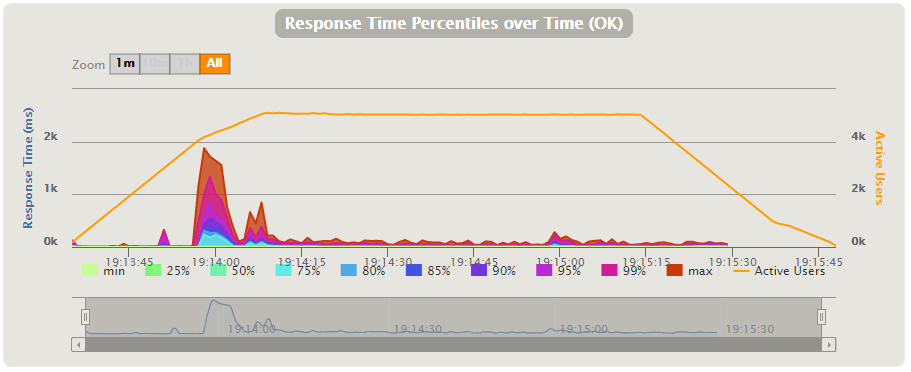 Response Time Percentiles over Time (OK)
Zoom 1m 10m 1h All
Response Time (ms)
Active Users
2k 4k
1k 2k
0k 0k
19:13:45 19:14:00 19:14:15 19:14:30 19:14:45 19:15:00 19:15:15 19:15:30 19:15:45
min 25% 50% 75% 80% 85% 90% 95% 99% max Active Users
19:14:00 19:14:30 19:15:00 19:15:30